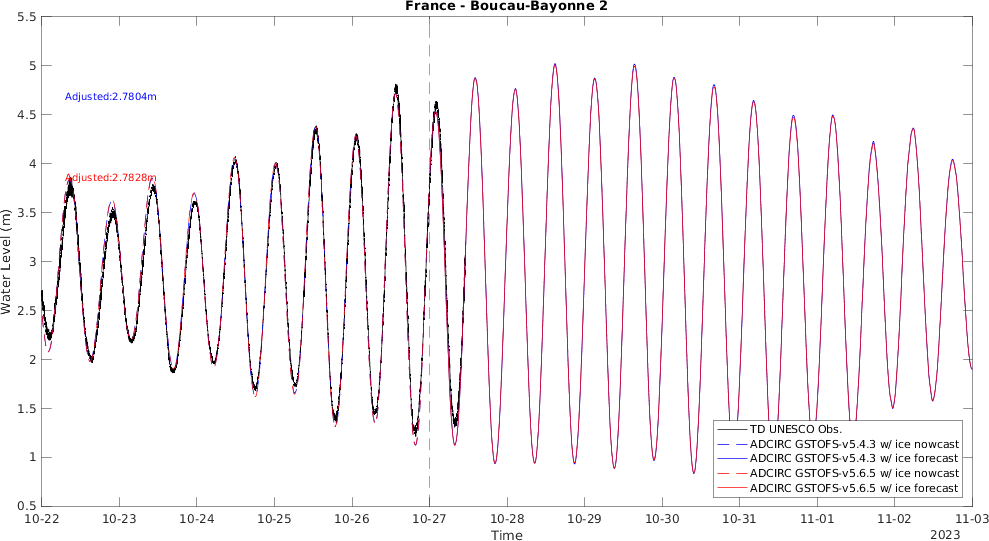 France - Boucau-Bayonne 2
5.5
5
4.5
4
3.5
3
2.5
2
1.5
1
0.5
Water Level (m)
Adjusted:2.7804m
Adjusted:2.7828m
TD UNESCO Obs.
ADCIRC GSTOFS-v5.4.3 w/ ice nowcast
ADCIRC GSTOFS-v5.4.3 w/ ice forecast
ADCIRC GSTOFS-v5.6.5 w/ ice nowcast
ADCIRC GSTOFS-v5.6.5 w/ ice forecast
10-22 10-23 10-24 10-25 10-26 10-27 10-28 10-29 10-30 10-31 11-01 11-02 11-03
Time
2023